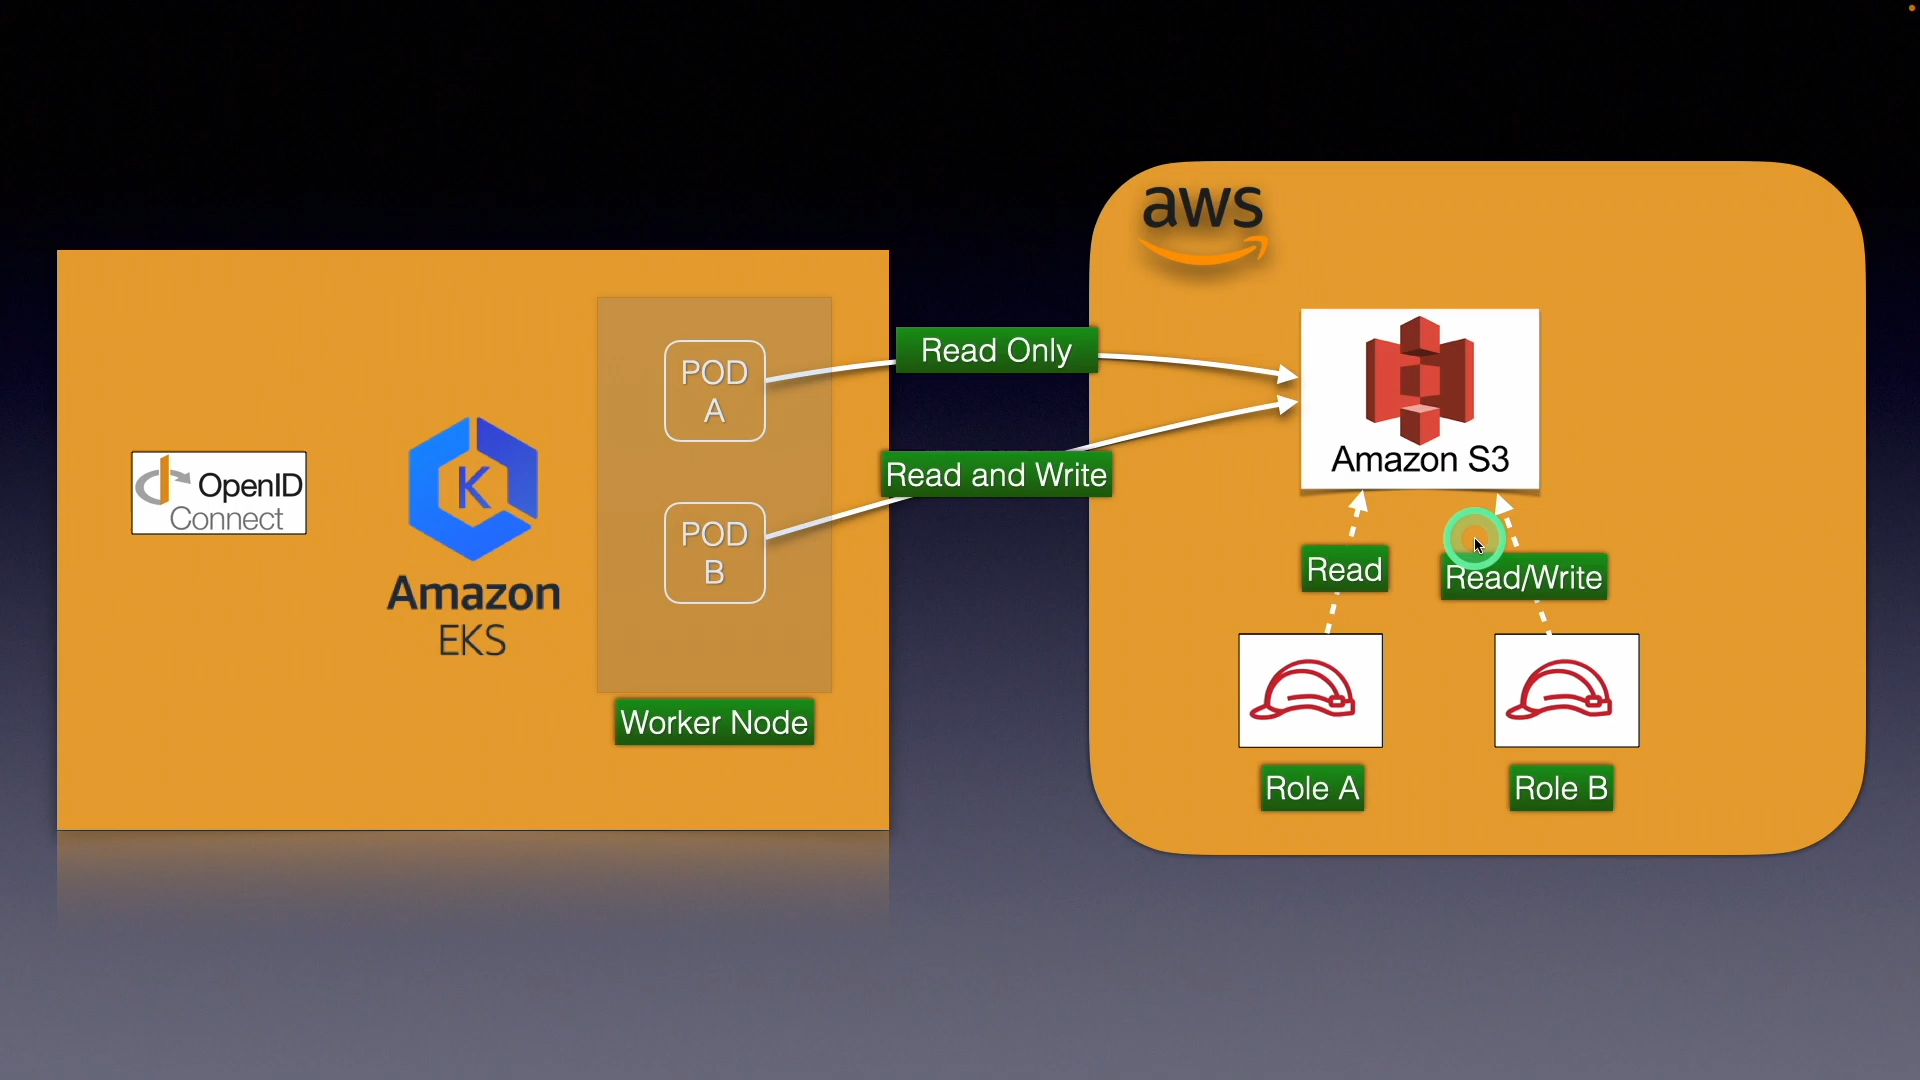 aws
Read Only
POD
A
Amazon S3
Read and Write
OpenID
Connect
K
POD
B
Read
Read/Write
Amazon
EKS
Worker Node
Role A
Role B